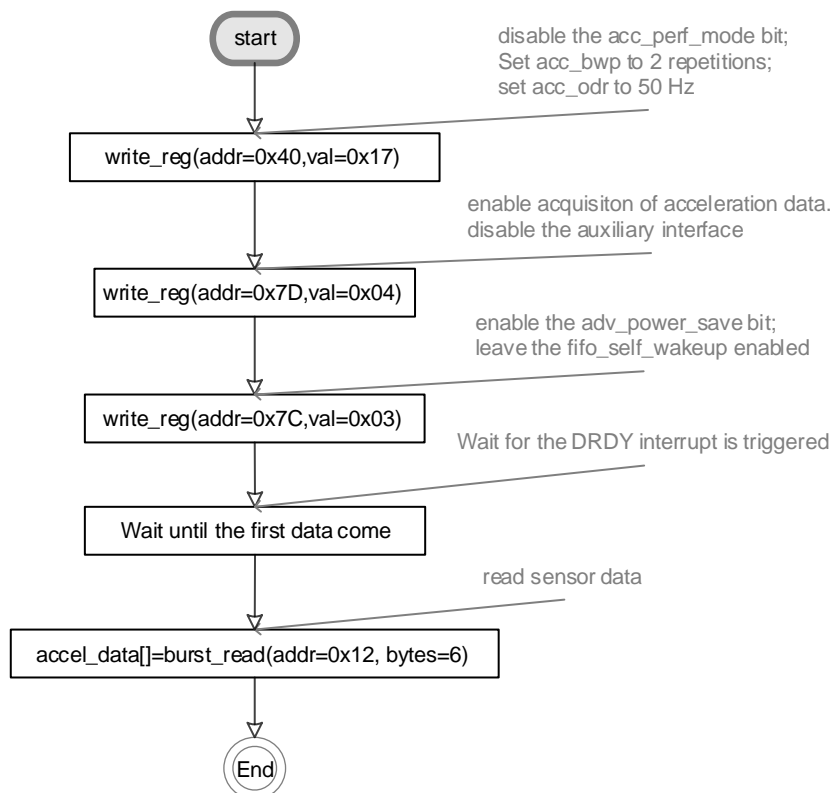 start
disable the acc_perf_mode bit;
Set acc_bwp to 2 repetitions;
set acc_odr to 50 Hz
write_reg(addr=0x40,val=0x17)
enable acquisiton of acceleration data.
disable the auxiliary interface
write_reg(addr=0x7D,val=0x04)
enable the adv_power_save bit;
leave the fifo_self_wakeup enabled
write_reg(addr=0x7C,val=0x03)
Wait for the DRDY interrupt is triggered
Wait until the first data come
read sensor data
accel_data[]=burst_read(addr=0x12, bytes=6)
End